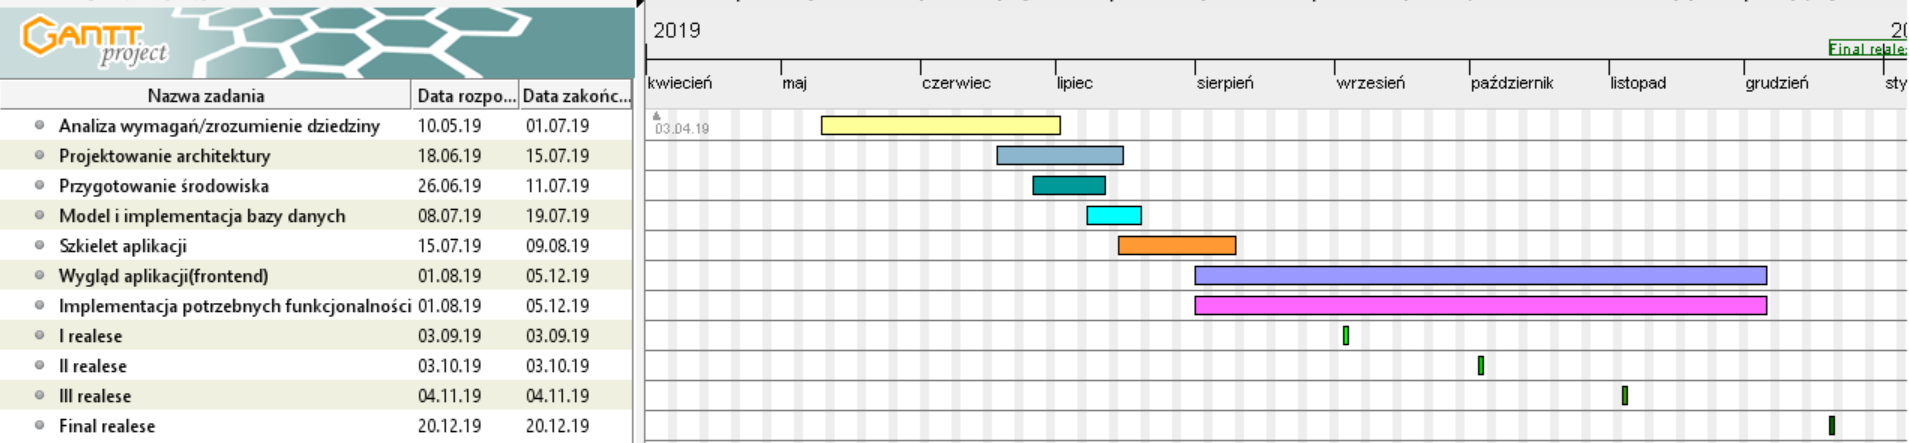 GANTT
project
2019
20
Final reale
kwiecień maj czerwiec lipiec sierpień wrzesień październik listopad grudzień sty
Nazwa zadania Data rozpo... Data zakońc...
Analiza wymagań/zrozumienie dziedziny 10.05.19 01.07.19
03.04.19
Projektowanie architektury 18.06.19 15.07.19
Przygotowanie środowiska 26.06.19 11.07.19
Model i implementacja bazy danych 08.07.19 19.07.19
Szkielet aplikacji 15.07.19 09.08.19
Wygląd aplikacji(frontend) 01.08.19 05.12.19
Implementacja potrzebnych funkcjonalności 01.08.19 05.12.19
I realese 03.09.19 03.09.19
II realese 03.10.19 03.10.19
III realese 04.11.19 04.11.19
Final realese 20.12.19 20.12.19